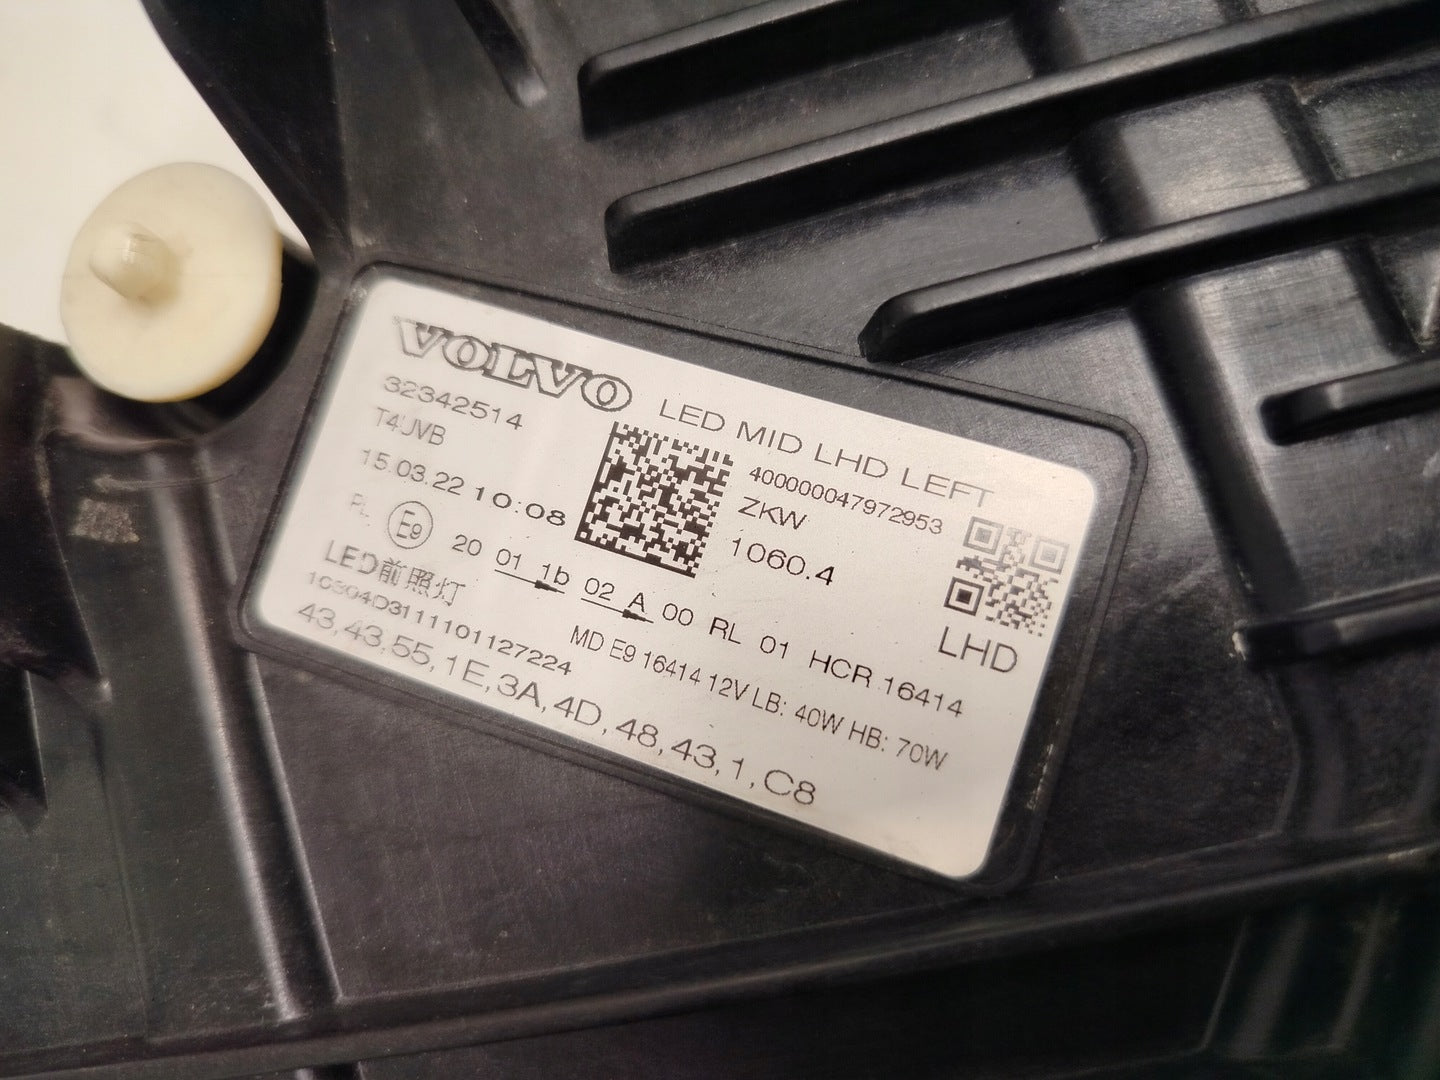 VOLVO LED MID LHD LEFT
32342514 400000047972953
T4UVB ZKW
15.03.22 10:08 1060.4
E9 20 01 1b 02 A 00 RL 01 HCR 16414
LHD
LED前照灯 MD E9 16414 12V LB: 40W HB: 70W
10304D3111101127224
43,43,55,1E,3A,4D,48,43,1,C8